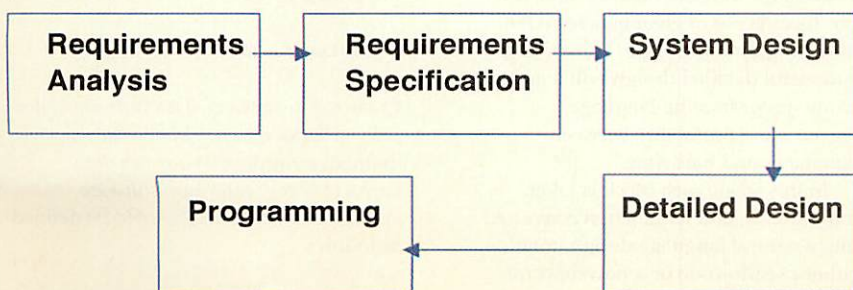 Requirements
Analysis
Requirements
Specification
System Design
Detailed Design
Programming